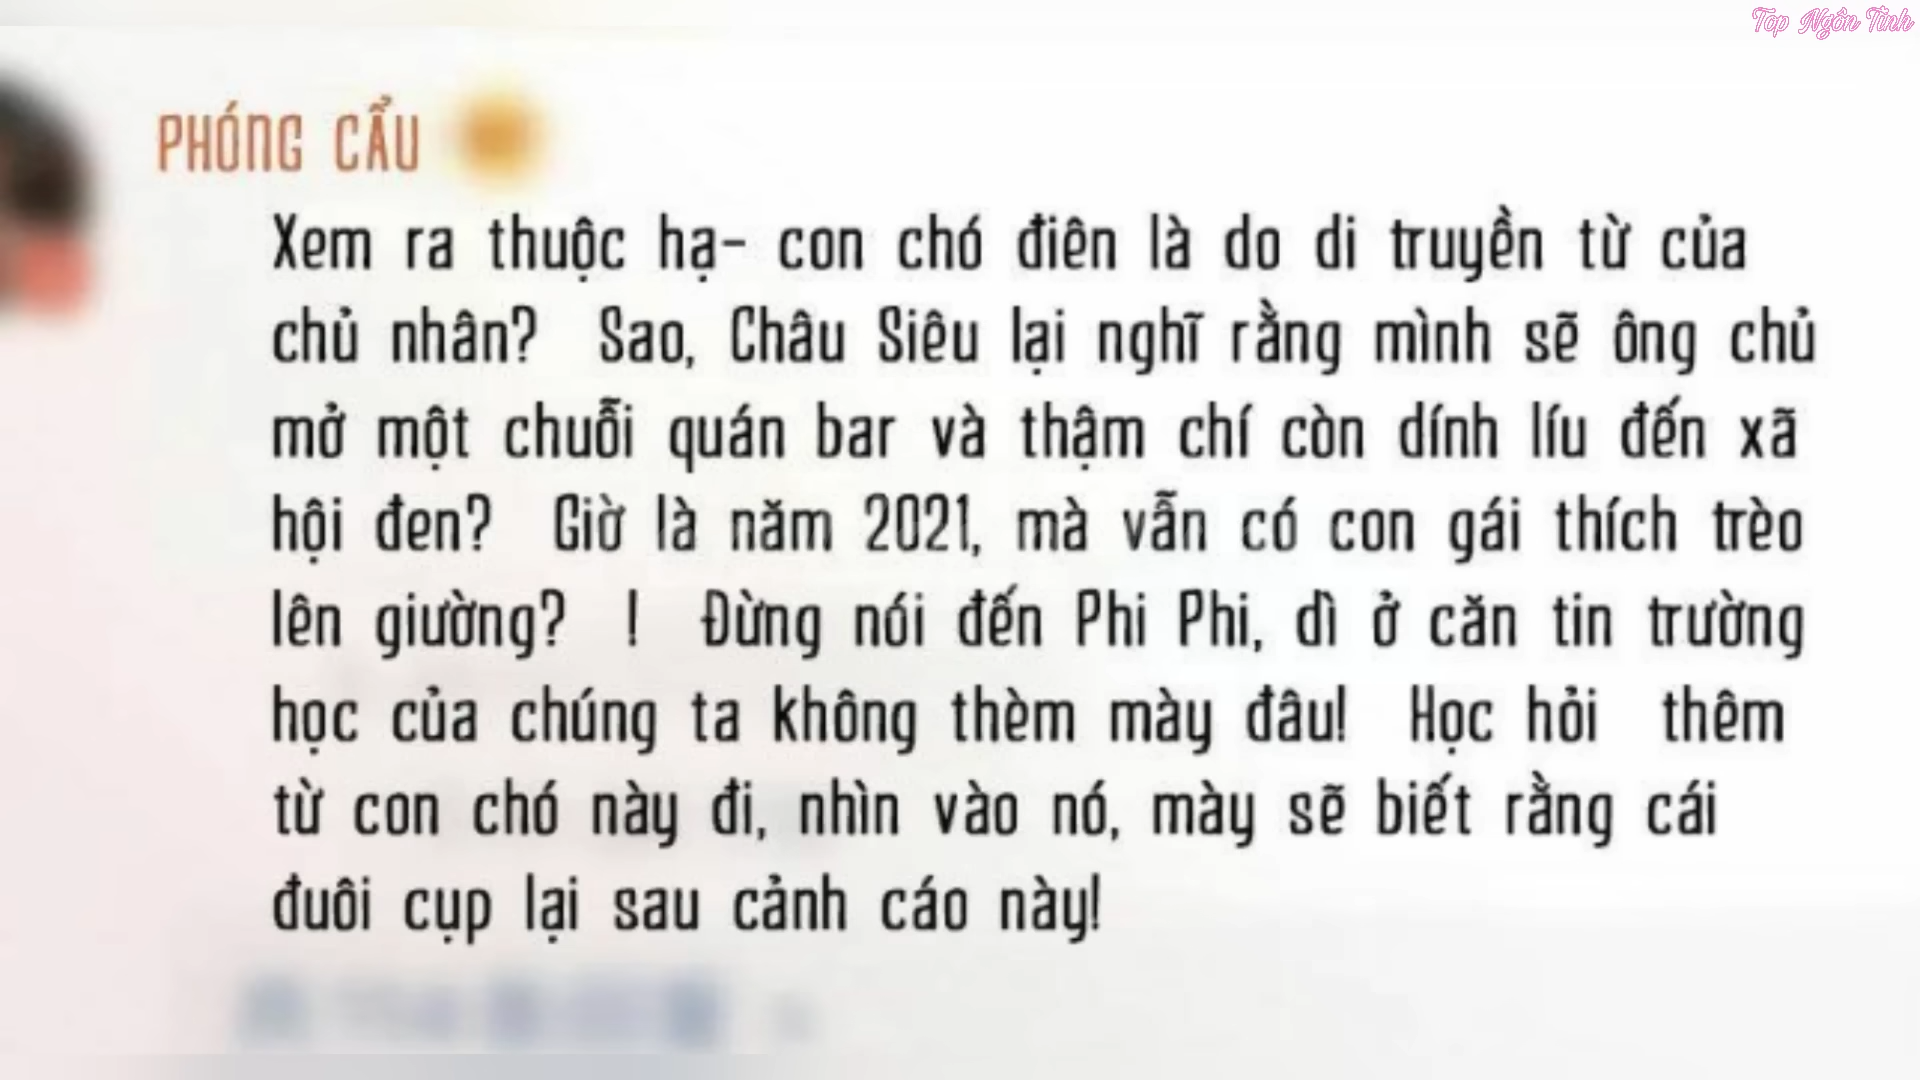 Top Ngôn Tình
PHÓNG CẨU
Xem ra thuộc hạ- con chó điên là do di truyền từ của
chủ nhân? Sao, Châu Siêu lại nghĩ rằng mình sẽ ông chủ
mở một chuỗi quán bar và thậm chí còn dính líu đến xã
hội đen? Giờ là năm 2021, mà vẫn có con gái thích trèo
lên giường? ! Đừng nói đến Phi Phi, dì ở căn tin trường
học của chúng ta không thèm mày đâu! Học hỏi thêm
từ con chó này đi, nhìn vào nó, mày sẽ biết rằng cái
đuôi cụp lại sau cảnh cáo này!